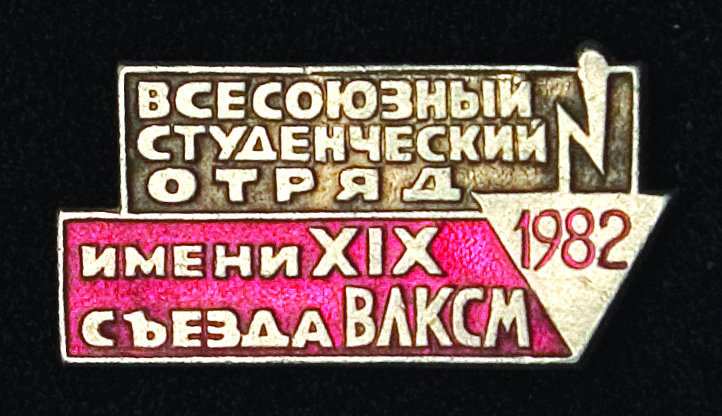 ВСЕСОЮЗНЫЙ
СТУДЕНЧЕСКИЙ
ОТРЯД
1982
ИМЕНИ XIX
СЪЕЗДА ВЛКСМ